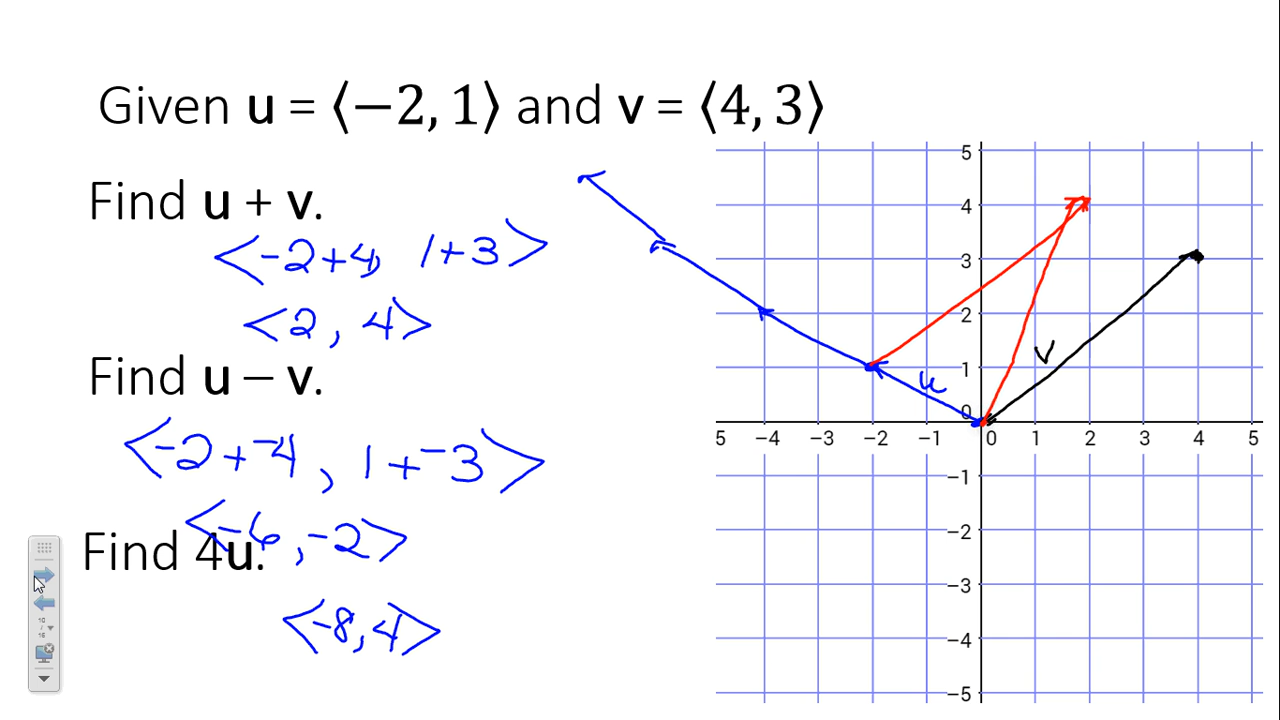 Given u = ⟨−2, 1⟩ and v = ⟨4, 3⟩
Find u + v.
<-2+4, 1+3>
<2, 4>
Find u − v.
<-2+-4, 1+-3>
<-6, -2>
Find 4u.
<-8, 4>
5
4
3
2
1
0
5 −4 −3 −2 −1 0 1 2 3 4 5
−1
−2
−3
−4
−5
u
v